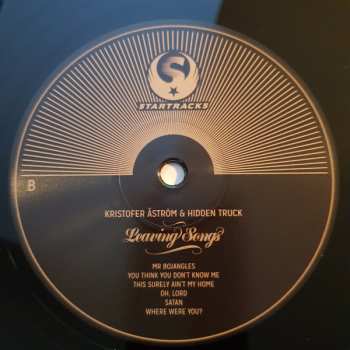 S
STARTRACKS
B
KRISTOFER ÅSTRÖM & HIDDEN TRUCK
Leaving Songs
MR BOJANGLES
YOU THINK YOU DON'T KNOW ME
THIS SURELY AIN'T MY HOME
OH, LORD
SATAN
WHERE WERE YOU?